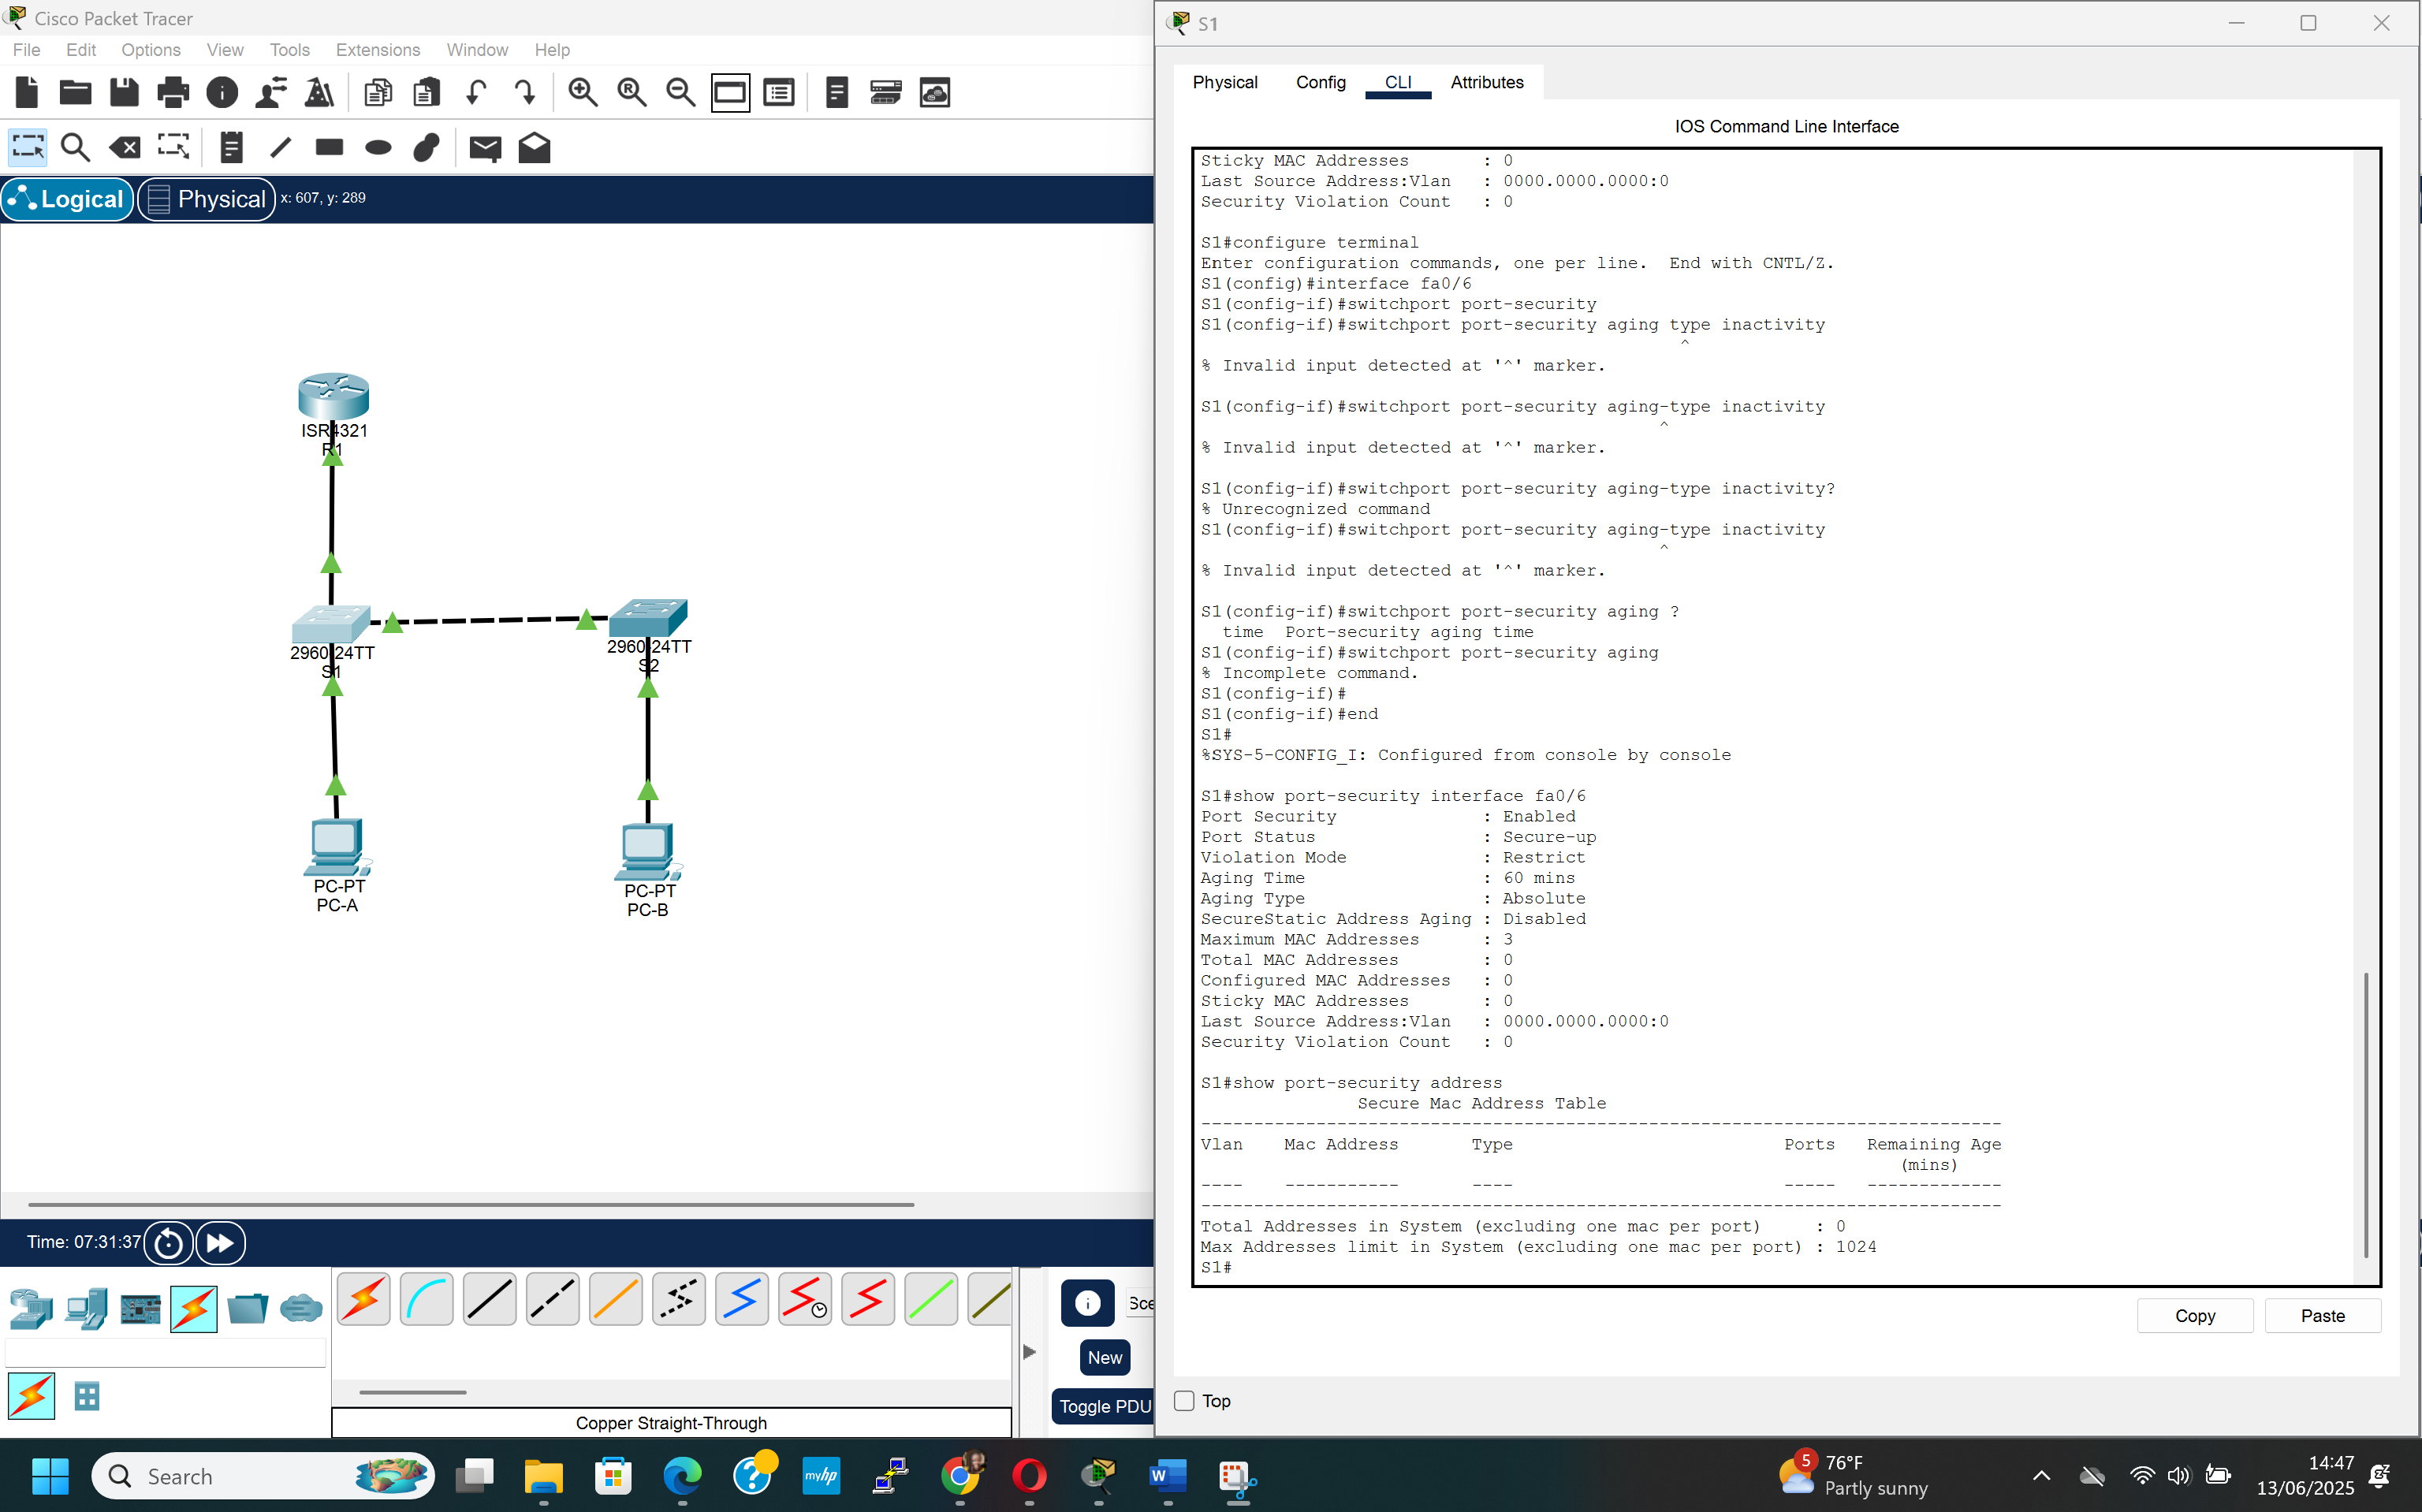 Cisco Packet Tracer
File Edit Options View Tools Extensions Window Help
Logical Physical x: 607, y: 289
ISR4321
R1
2960-24TT
S1
2960-24TT
S2
PC-PT
PC-A
PC-PT
PC-B
Time: 07:31:37
Sce
New
Toggle PDU
Copper Straight-Through
S1
Physical Config CLI Attributes
IOS Command Line Interface
Sticky MAC Addresses : 0
Last Source Address:Vlan : 0000.0000.0000:0
Security Violation Count : 0
S1#configure terminal
Enter configuration commands, one per line. End with CNTL/Z.
S1(config)#interface fa0/6
S1(config-if)#switchport port-security
S1(config-if)#switchport port-security aging type inactivity
^
% Invalid input detected at '^' marker.
S1(config-if)#switchport port-security aging-type inactivity
^
% Invalid input detected at '^' marker.
S1(config-if)#switchport port-security aging-type inactivity?
% Unrecognized command
S1(config-if)#switchport port-security aging-type inactivity
^
% Invalid input detected at '^' marker.
S1(config-if)#switchport port-security aging ?
time Port-security aging time
S1(config-if)#switchport port-security aging
% Incomplete command.
S1(config-if)#
S1(config-if)#end
S1#
%SYS-5-CONFIG_I: Configured from console by console
S1#show port-security interface fa0/6
Port Security : Enabled
Port Status : Secure-up
Violation Mode : Restrict
Aging Time : 60 mins
Aging Type : Absolute
SecureStatic Address Aging : Disabled
Maximum MAC Addresses : 3
Total MAC Addresses : 0
Configured MAC Addresses : 0
Sticky MAC Addresses : 0
Last Source Address:Vlan : 0000.0000.0000:0
Security Violation Count : 0
S1#show port-security address
Secure Mac Address Table
-----------------------------------------------------------------------------
Vlan Mac Address Type Ports Remaining Age
(mins)
---- ----------- ---- ----- -------------
-----------------------------------------------------------------------------
Total Addresses in System (excluding one mac per port) : 0
Max Addresses limit in System (excluding one mac per port) : 1024
S1#
Copy Paste
Top
Search
myhp
5
76°F
Partly sunny
14:47
13/06/2025